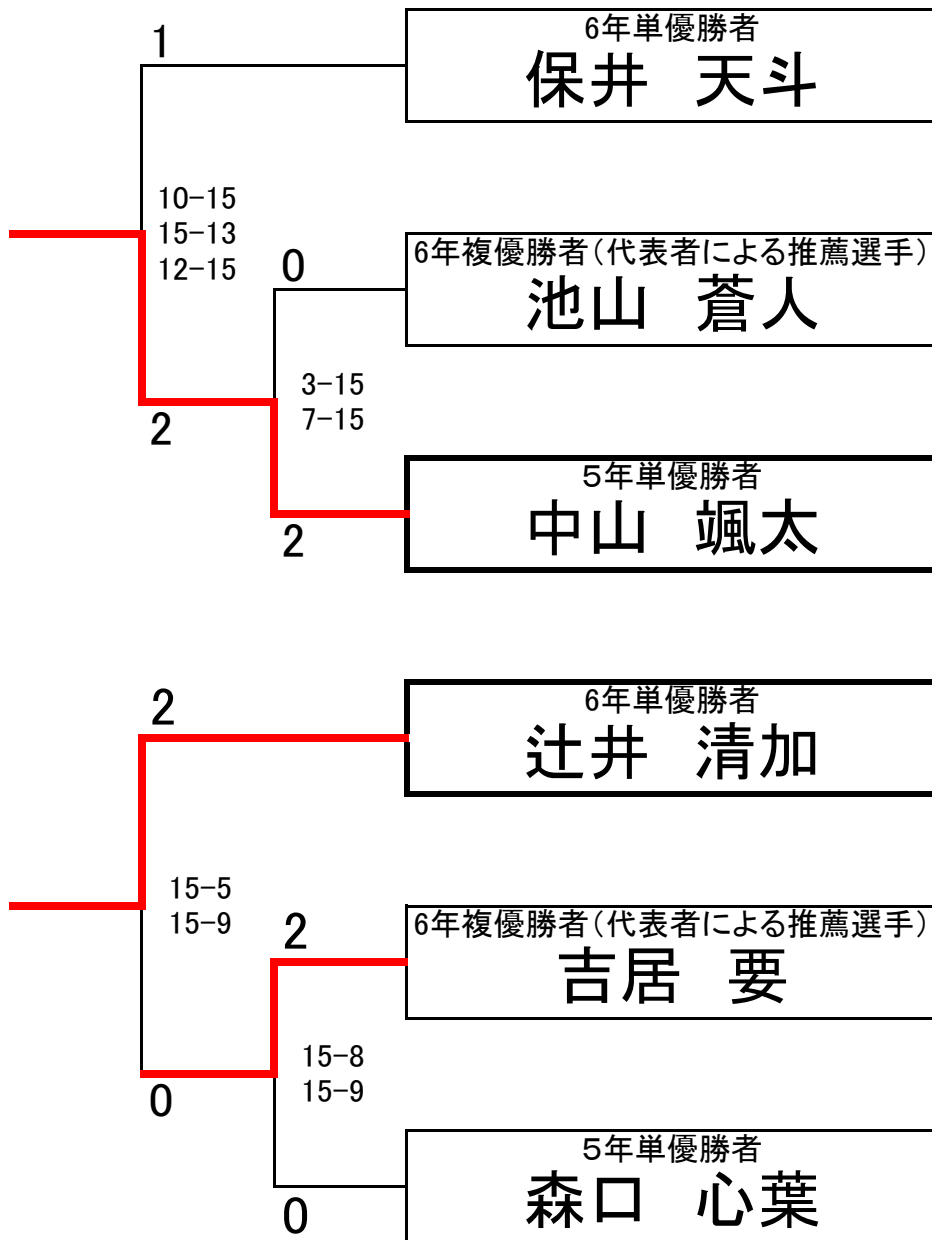 1
6年単優勝者
保井 天斗
10-15
15-13
12-15
0
6年複優勝者(代表者による推薦選手)
池山 蒼人
3-15
7-15
2
2
5年単優勝者
中山 颯太
2
6年単優勝者
辻井 清加
15-5
15-9
2
6年複優勝者(代表者による推薦選手)
吉居 要
15-8
15-9
0
0
5年単優勝者
森口 心葉